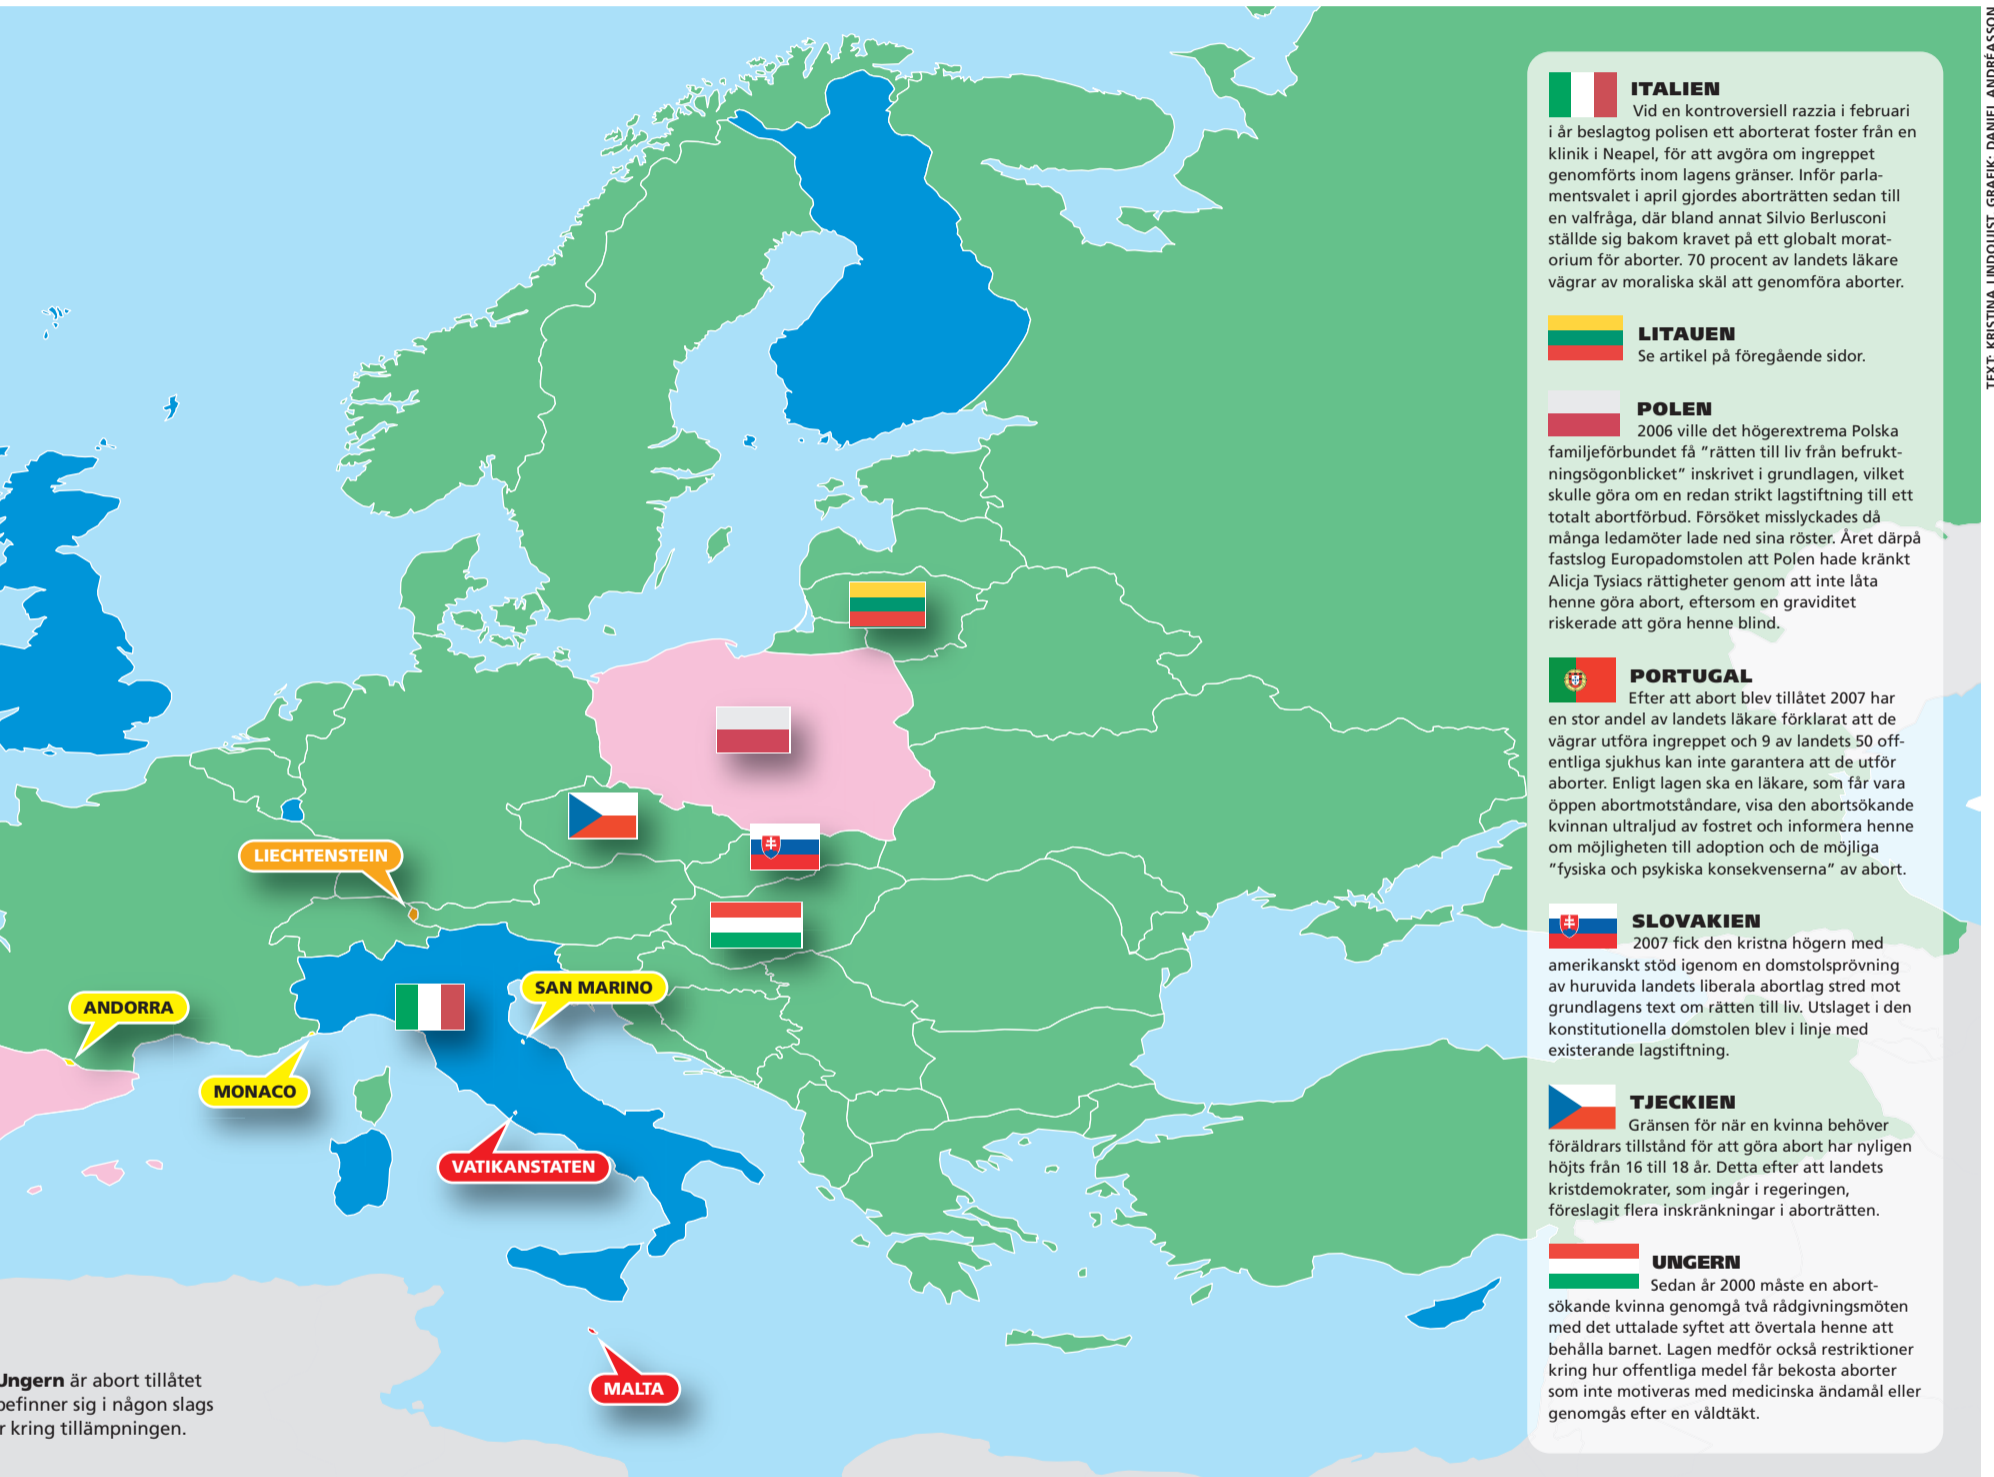 LIECHTENSTEIN
ANDORRA
SAN MARINO
MONACO
VATIKANSTATEN
MALTA
Ungern är abort tillåtet
befinner sig i någon slags
r kring tillämpningen.
ITALIEN
Vid en kontroversiell razzia i februari
i år beslagtog polisen ett aborterat foster från en
klinik i Neapel, för att avgöra om ingreppet
genomförts inom lagens gränser. Inför parla-
mentsvalet i april gjordes aborträtten sedan till
en valfråga, där bland annat Silvio Berlusconi
ställde sig bakom kravet på ett globalt morat-
orium för aborter. 70 procent av landets läkare
vägrar av moraliska skäl att genomföra aborter.
LITAUEN
Se artikel på föregående sidor.
POLEN
2006 ville det högerextrema Polska
familjeförbundet få ”rätten till liv från befrukt-
ningsögonblicket” inskrivet i grundlagen, vilket
skulle göra om en redan strikt lagstiftning till ett
totalt abortförbud. Försöket misslyckades då
många ledamöter lade ned sina röster. Året därpå
fastslog Europadomstolen att Polen hade kränkt
Alicja Tysiacs rättigheter genom att inte låta
henne göra abort, eftersom en graviditet
riskerade att göra henne blind.
PORTUGAL
Efter att abort blev tillåtet 2007 har
en stor andel av landets läkare förklarat att de
vägrar utföra ingreppet och 9 av landets 50 off-
entliga sjukhus kan inte garantera att de utför
aborter. Enligt lagen ska en läkare, som får vara
öppen abortmotståndare, visa den abortsökande
kvinnan ultraljud av fostret och informera henne
om möjligheten till adoption och de möjliga
”fysiska och psykiska konsekvenserna” av abort.
SLOVAKIEN
2007 fick den kristna högern med
amerikanskt stöd igenom en domstolsprövning
av huruvida landets liberala abortlag stred mot
grundlagens text om rätten till liv. Utslaget i den
konstitutionella domstolen blev i linje med
existerande lagstiftning.
TJECKIEN
Gränsen för när en kvinna behöver
föräldrars tillstånd för att göra abort har nyligen
höjts från 16 till 18 år. Detta efter att landets
kristdemokrater, som ingår i regeringen,
föreslagit flera inskränkningar i aborträtten.
UNGERN
Sedan år 2000 måste en abort-
sökande kvinna genomgå två rådgivningsmöten
med det uttalade syftet att övertala henne att
behålla barnet. Lagen medför också restriktioner
kring hur offentliga medel får bekosta aborter
som inte motiveras med medicinska ändamål eller
genomgås efter en våldtäkt.
TEXT: KRISTINA LINDQUIST GRAFIK: DANIEL ANDRÉASSON